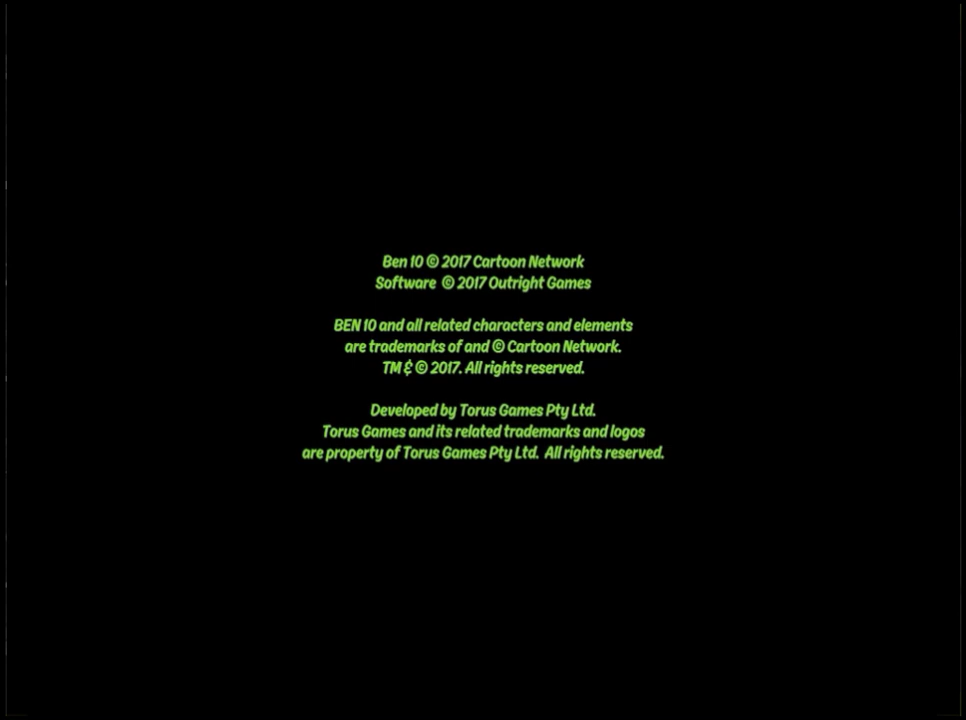 Ben 10 © 2017 Cartoon Network
Software © 2017 Outright Games
BEN 10 and all related characters and elements
are trademarks of and © Cartoon Network.
TM & © 2017. All rights reserved.
Developed by Torus Games Pty Ltd.
Torus Games and its related trademarks and logos
are property of Torus Games Pty Ltd. All rights reserved.